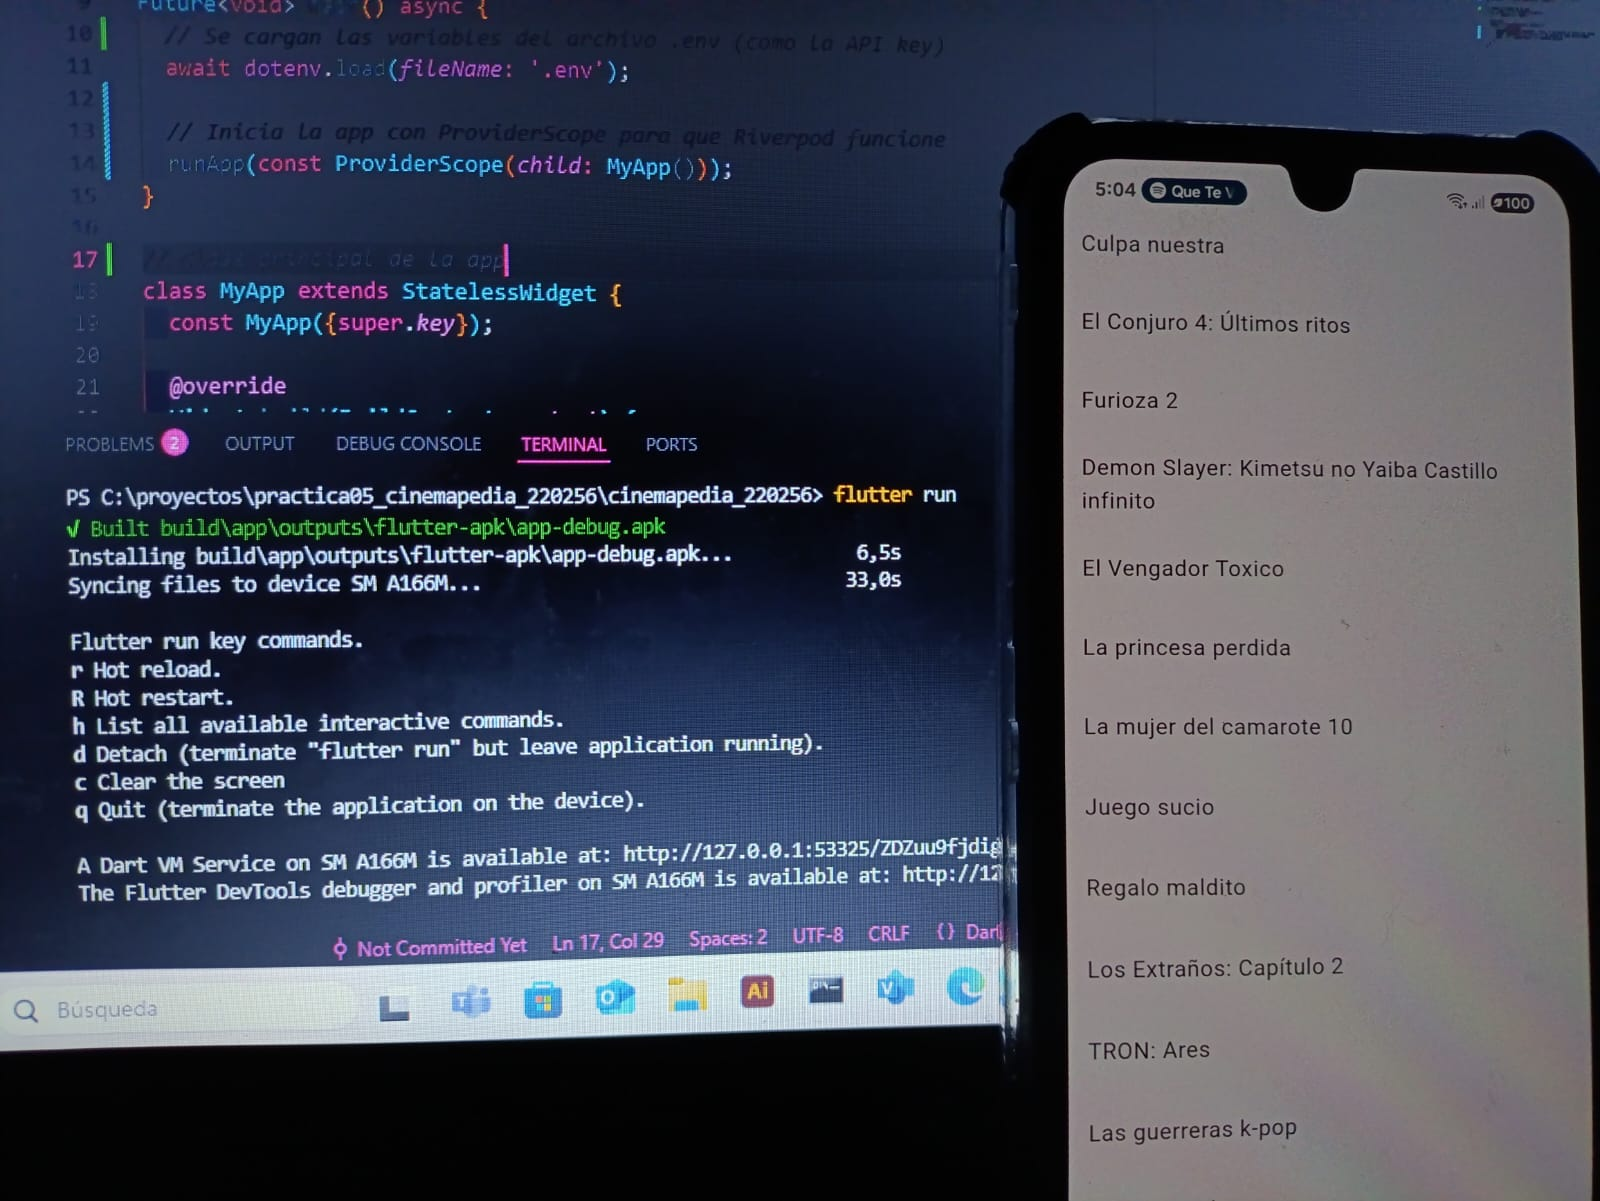 Future<void> () async {
10 // Se cargan las variables del archivo .env (como la API key)
11 await dotenv.load(fileName: '.env');
12
13 // Inicia la app con ProviderScope para que Riverpod funcione
14 runApp(const ProviderScope(child: MyApp()));
15 }
16
17 // principal de la app
18 class MyApp extends StatelessWidget {
19 const MyApp({super.key});
20
21 @override
PROBLEMS 2 OUTPUT DEBUG CONSOLE TERMINAL PORTS
PS C:\proyectos\practica05_cinemapedia_220256\cinemapedia_220256> flutter run
√ Built build\app\outputs\flutter-apk\app-debug.apk
Installing build\app\outputs\flutter-apk\app-debug.apk... 6,5s
Syncing files to device SM A166M... 33,0s
Flutter run key commands.
r Hot reload.
R Hot restart.
h List all available interactive commands.
d Detach (terminate "flutter run" but leave application running).
c Clear the screen
q Quit (terminate the application on the device).
A Dart VM Service on SM A166M is available at: http://127.0.0.1:53325/ZDZuu9fjdig
The Flutter DevTools debugger and profiler on SM A166M is available at: http://12
Not Committed Yet Ln 17, Col 29 Spaces: 2 UTF-8 CRLF {} Dart
Búsqueda
Ai
5:04 Que Te V 100
Culpa nuestra
El Conjuro 4: Últimos ritos
Furioza 2
Demon Slayer: Kimetsu no Yaiba Castillo
infinito
El Vengador Toxico
La princesa perdida
La mujer del camarote 10
Juego sucio
Regalo maldito
Los Extraños: Capítulo 2
TRON: Ares
Las guerreras k-pop